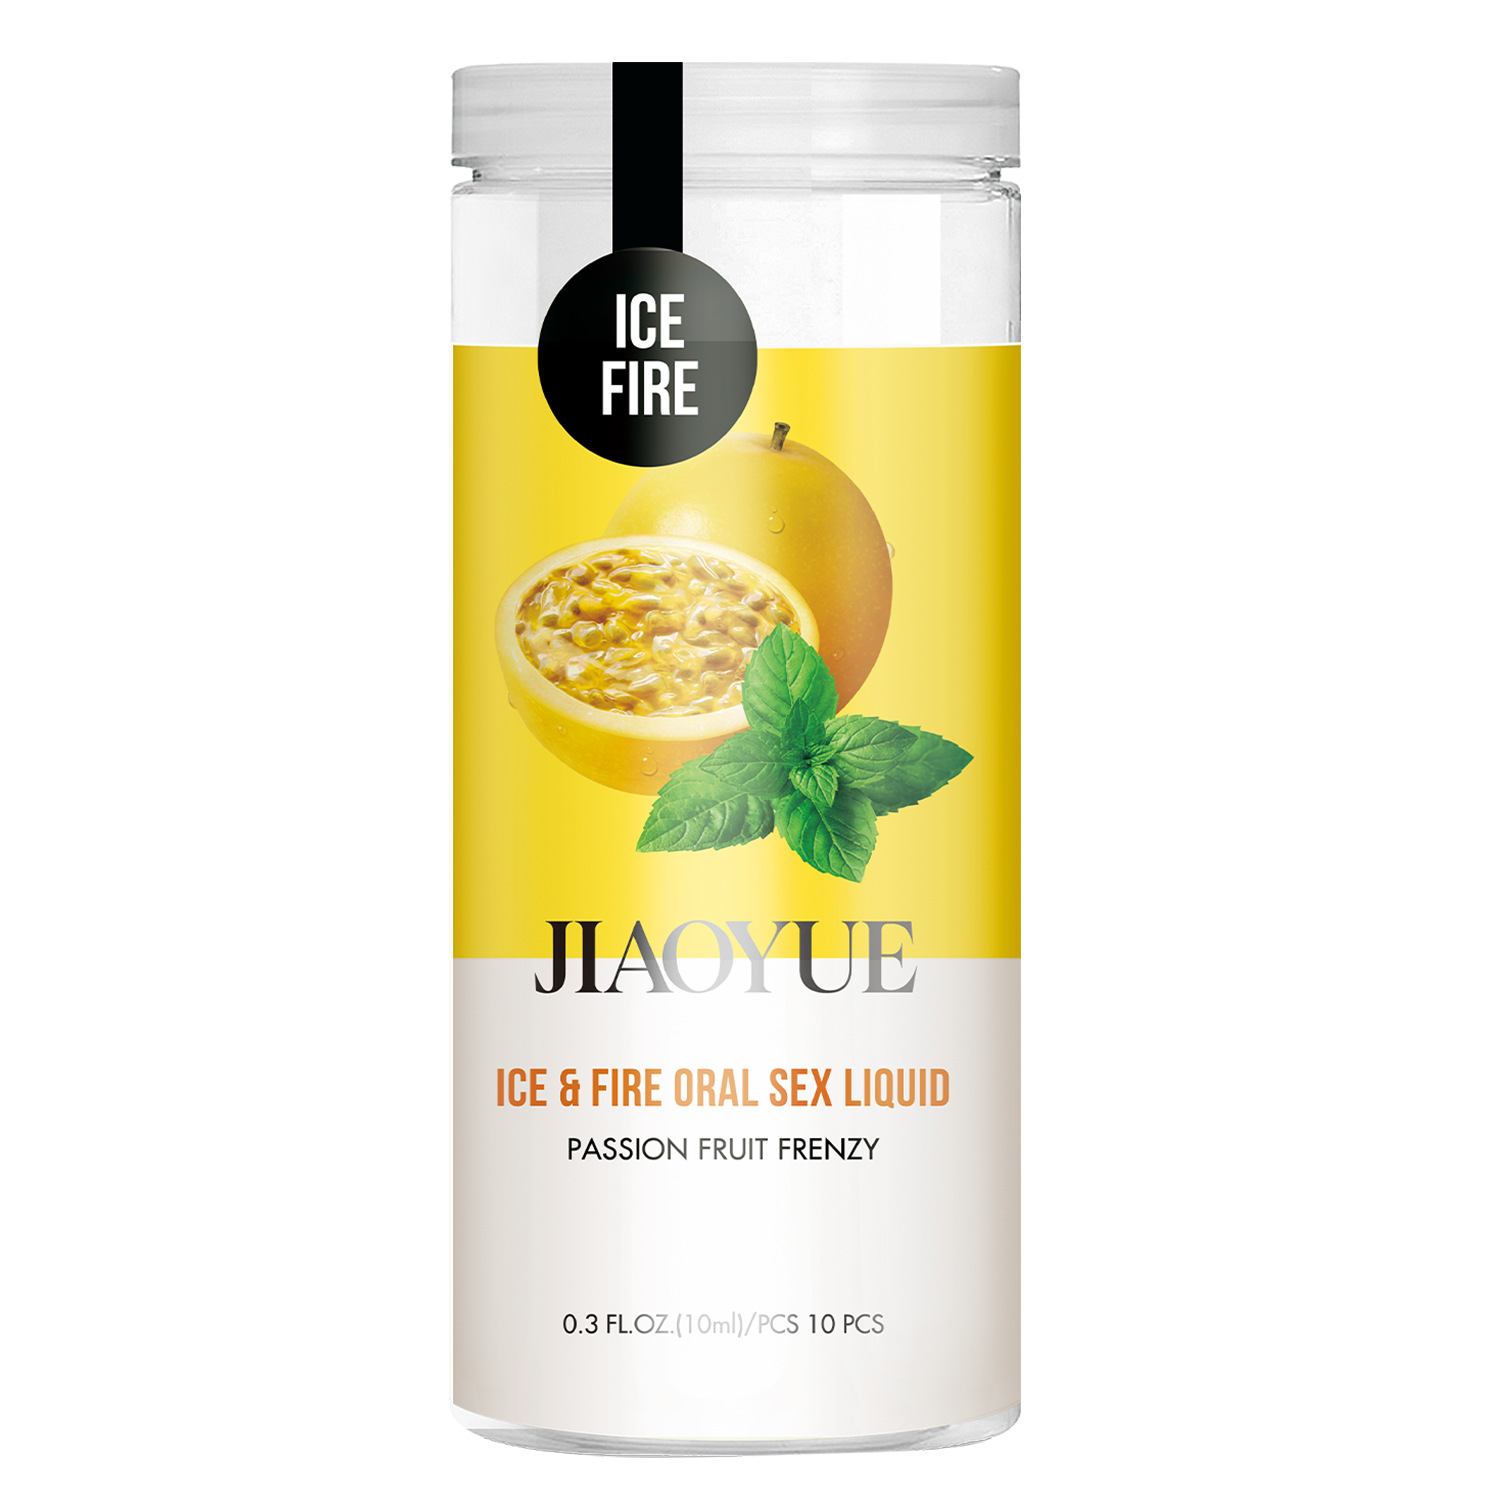 ICE
FIRE
JIAOYUE
ICE & FIRE ORAL SEX LIQUID
PASSION FRUIT FRENZY
0.3 FL.OZ.(10ml)/PCS 10 PCS